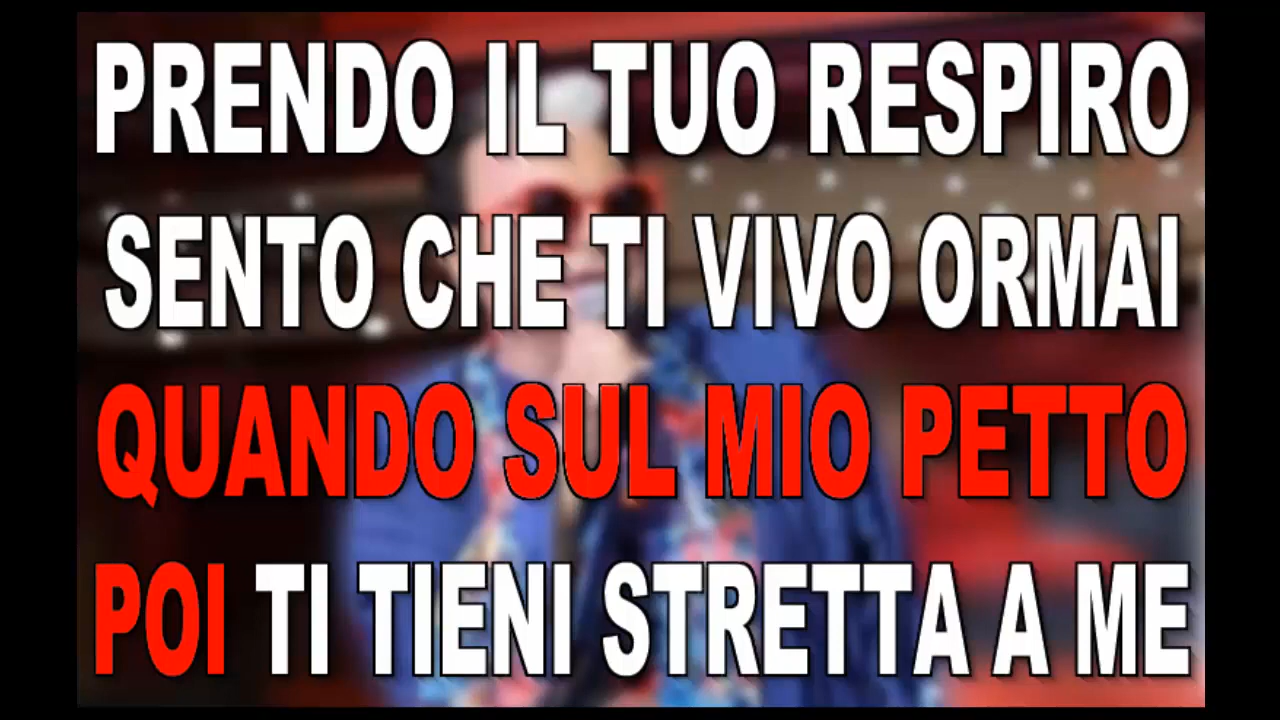 PRENDO IL TUO RESPIRO
SENTO CHE TI VIVO ORMAI
QUANDO SUL MIO PETTO
POI TI TIENI STRETTA A ME